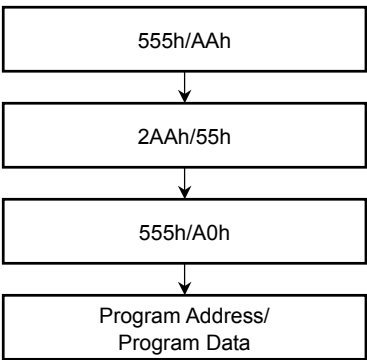 555h/AAh
2AAh/55h
555h/A0h
Program Address/
Program Data